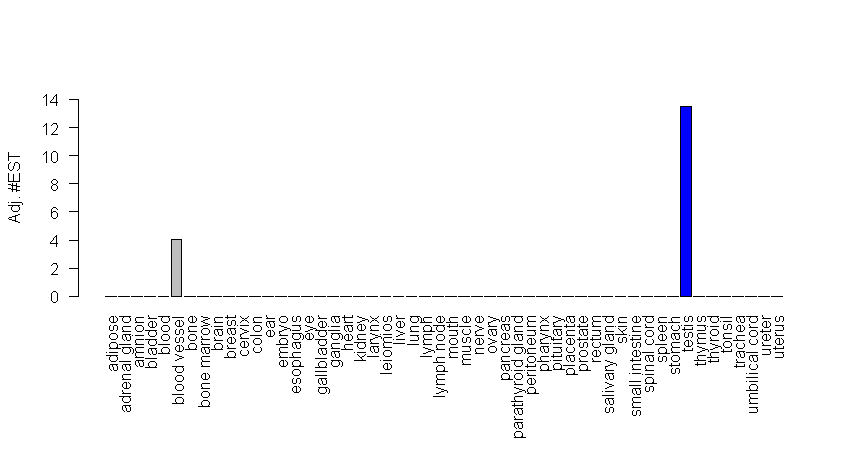 Adj. #EST
14
12
10
8
6
4
2
0
adipose
adrenal gland
amnion
bladder
blood
blood vessel
bone
bone marrow
brain
breast
cervix
colon
ear
embryo
esophagus
eye
gallbladder
ganglia
heart
kidney
larynx
leiomios
liver
lung
lymph
lymph node
mouth
muscle
nerve
ovary
pancreas
parathyroid gland
peritoneum
pharynx
pituitary
placenta
prostate
rectum
salivary gland
skin
small intestine
spinal cord
spleen
stomach
testis
thymus
thyroid
tonsil
trachea
umbilical cord
ureter
uterus